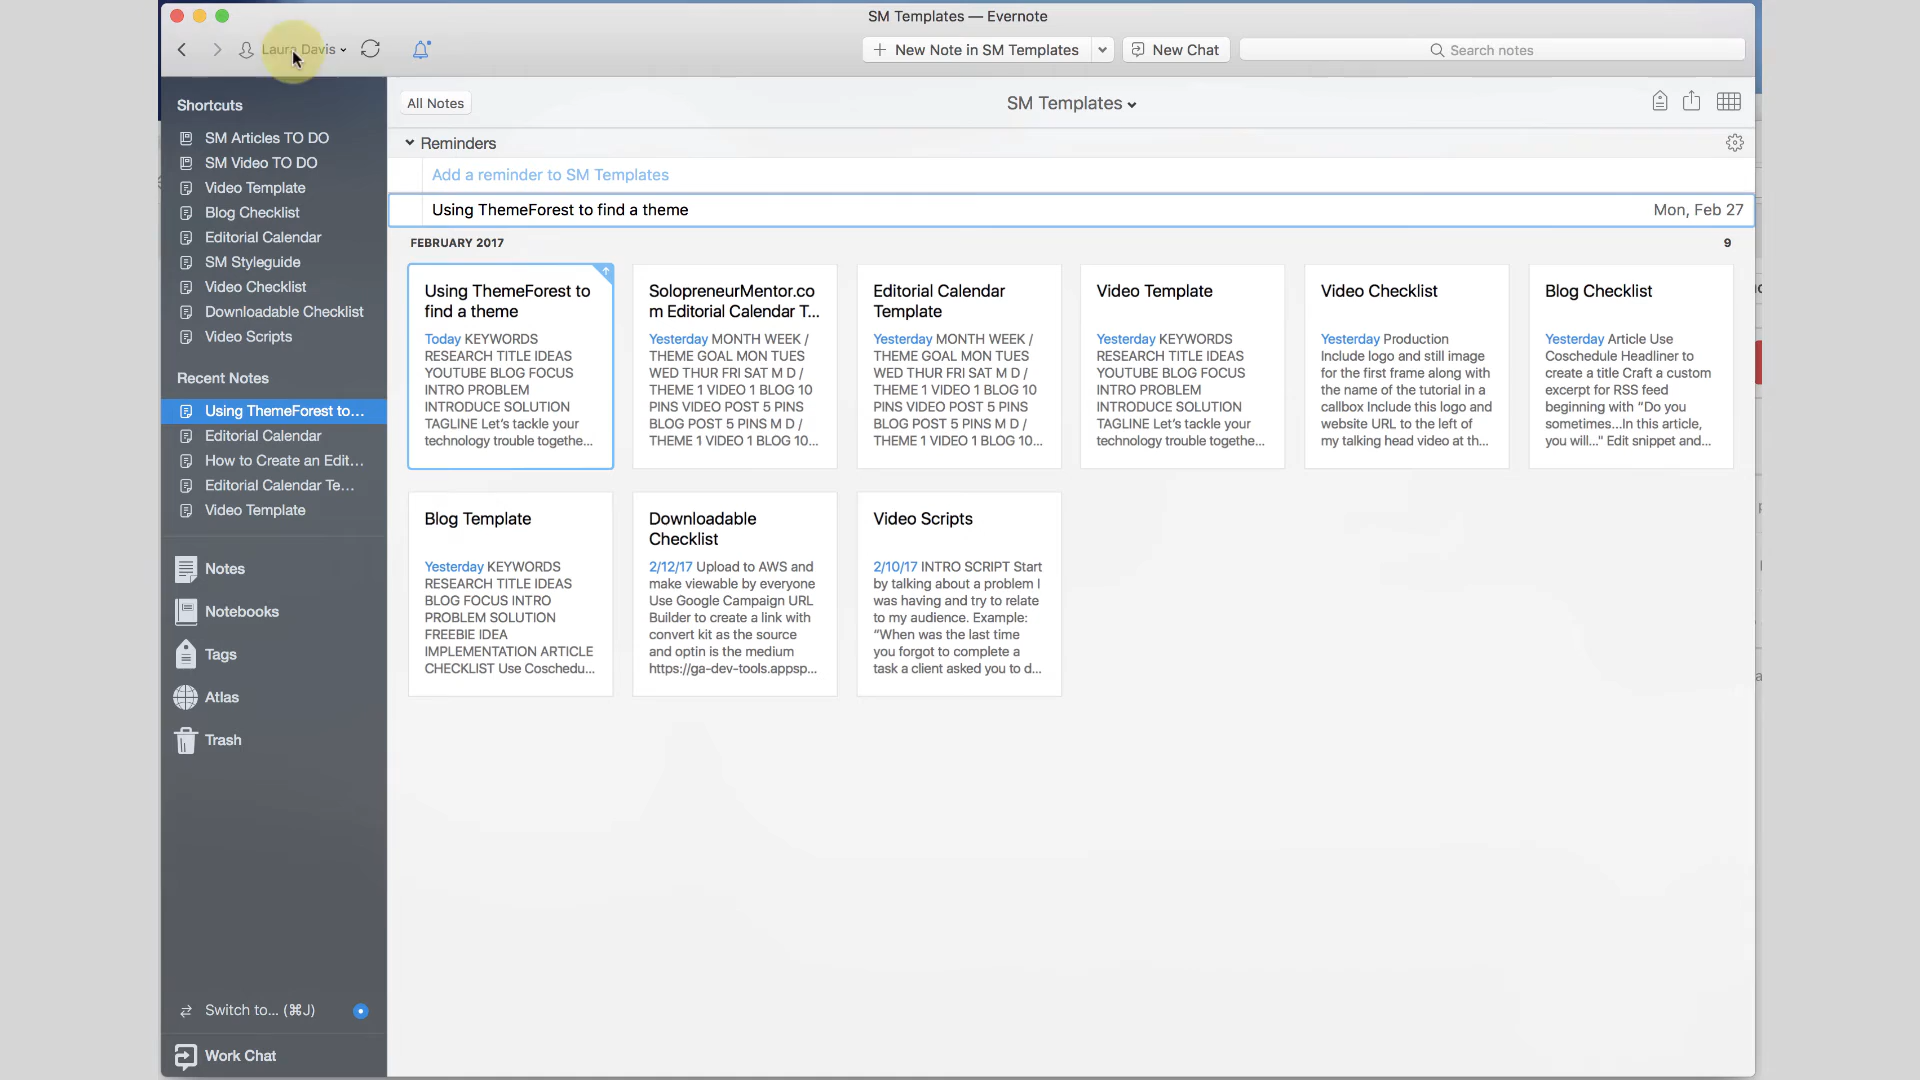 SM Templates — Evernote
Laura Davis
New Note in SM Templates
New Chat
Search notes
Shortcuts
SM Articles TO DO
SM Video TO DO
Video Template
Blog Checklist
Editorial Calendar
SM Styleguide
Video Checklist
Downloadable Checklist
Video Scripts
Recent Notes
Using ThemeForest to...
Editorial Calendar
How to Create an Edit...
Editorial Calendar Te...
Video Template
Notes
Notebooks
Tags
Atlas
Trash
Switch to... (⌘J)
Work Chat
All Notes
SM Templates
Reminders
Add a reminder to SM Templates
Using ThemeForest to find a theme
Mon, Feb 27
FEBRUARY 2017
9
Using ThemeForest to
find a theme
Today KEYWORDS
RESEARCH TITLE IDEAS
YOUTUBE BLOG FOCUS
INTRO PROBLEM
INTRODUCE SOLUTION
TAGLINE Let's tackle your
technology trouble togethe...
SolopreneurMentor.co
m Editorial Calendar T...
Yesterday MONTH WEEK /
THEME GOAL MON TUES
WED THUR FRI SAT M D /
THEME 1 VIDEO 1 BLOG 10
PINS VIDEO POST 5 PINS
BLOG POST 5 PINS M D /
THEME 1 VIDEO 1 BLOG 10...
Editorial Calendar
Template
Yesterday MONTH WEEK /
THEME GOAL MON TUES
WED THUR FRI SAT M D /
THEME 1 VIDEO 1 BLOG 10
PINS VIDEO POST 5 PINS
BLOG POST 5 PINS M D /
THEME 1 VIDEO 1 BLOG 10...
Video Template
Yesterday KEYWORDS
RESEARCH TITLE IDEAS
YOUTUBE BLOG FOCUS
INTRO PROBLEM
INTRODUCE SOLUTION
TAGLINE Let's tackle your
technology trouble togethe...
Video Checklist
Yesterday Production
Include logo and still image
for the first frame along with
the name of the tutorial in a
callbox Include this logo and
website URL to the left of
my talking head video at th...
Blog Checklist
Yesterday Article Use
Coschedule Headliner to
create a title Craft a custom
excerpt for RSS feed
beginning with “Do you
sometimes...In this article,
you will..." Edit snippet and...
Blog Template
Yesterday KEYWORDS
RESEARCH TITLE IDEAS
BLOG FOCUS INTRO
PROBLEM SOLUTION
FREEBIE IDEA
IMPLEMENTATION ARTICLE
CHECKLIST Use Coschedu...
Downloadable
Checklist
2/12/17 Upload to AWS and
make viewable by everyone
Use Google Campaign URL
Builder to create a link with
convert kit as the source
and optin is the medium
https://ga-dev-tools.appsp...
Video Scripts
2/10/17 INTRO SCRIPT Start
by talking about a problem I
was having and try to relate
to my audience. Example:
“When was the last time
you forgot to complete a
task a client asked you to d...